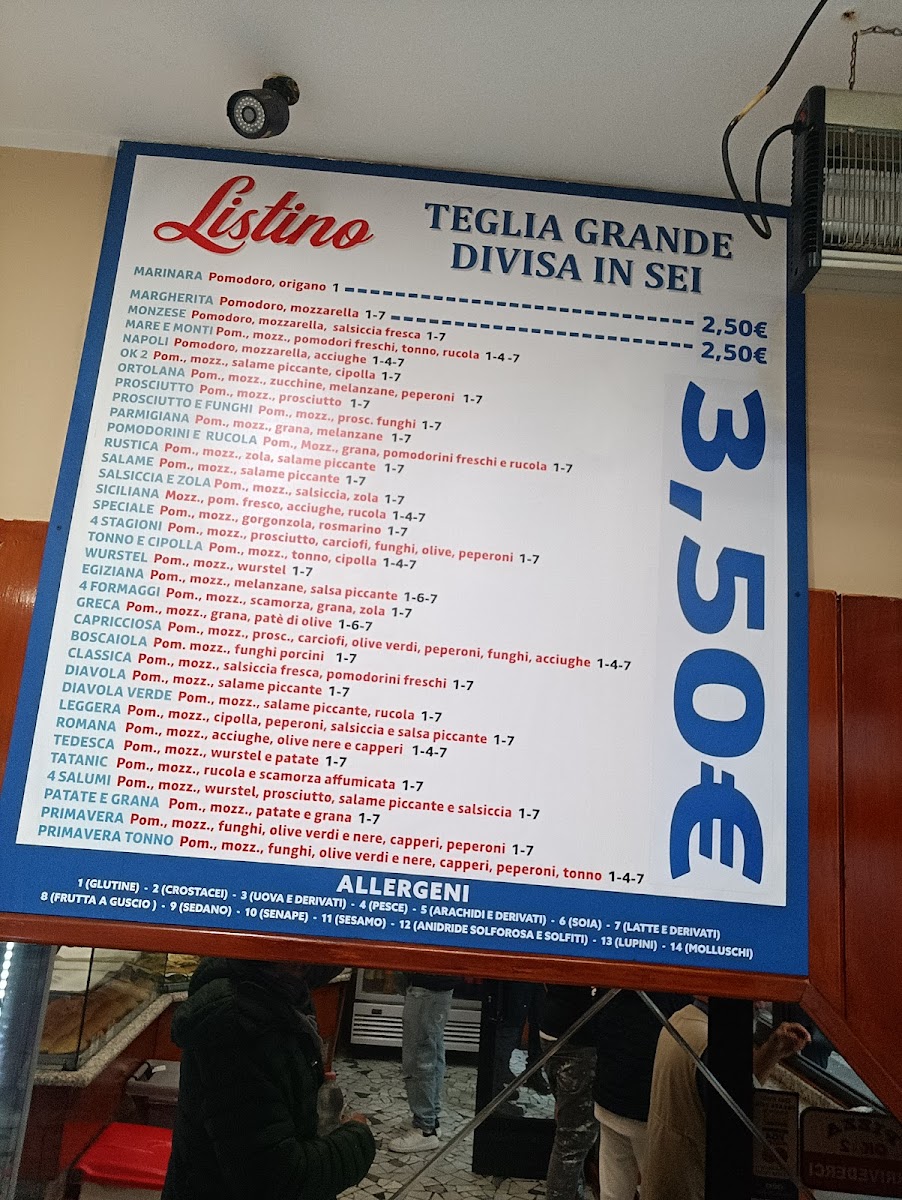 Listino
TEGLIA GRANDE
DIVISA IN SEI
MARINARA Pomodoro, origano 1 2,50€
MARGHERITA Pomodoro, mozzarella 1-7 2,50€
MONZESE Pomodoro, mozzarella, salsiccia fresca 1-7
MARE E MONTI Pom., mozz., pomodori freschi, tonno, rucola 1-4-7
NAPOLI Pomodoro, mozzarella, acciughe 1-4-7
OK 2 Pom., mozz., salame piccante, cipolla 1-7
ORTOLANA Pom., mozz., zucchine, melanzane, peperoni 1-7
PROSCIUTTO Pom., mozz., prosciutto 1-7
PROSCIUTTO E FUNGHI Pom., mozz., prosc. funghi 1-7
PARMIGIANA Pom., mozz., grana, melanzane 1-7
POMODORINI E RUCOLA Pom., Mozz., grana, pomodorini freschi e rucola 1-7
RUSTICA Pom., mozz., zola, salame piccante 1-7
SALAME Pom., mozz., salame piccante 1-7
SALSICCIA E ZOLA Pom., mozz., salsiccia, zola 1-7
SICILIANA Mozz., pom. fresco, acciughe, rucola 1-4-7
SPECIALE Pom., mozz., gorgonzola, rosmarino 1-7
4 STAGIONI Pom., mozz., prosciutto, carciofi, funghi, olive, peperoni 1-7
TONNO E CIPOLLA Pom., mozz., tonno, cipolla 1-4-7
WURSTEL Pom., mozz., wurstel 1-7
EGIZIANA Pom., mozz., melanzane, salsa piccante 1-6-7
4 FORMAGGI Pom., mozz., scamorza, grana, zola 1-7
GRECA Pom., mozz., grana, patè di olive 1-6-7
CAPRICCIOSA Pom., mozz., prosc., carciofi, olive verdi, peperoni, funghi, acciughe 1-4-7
BOSCAIOLA Pom. mozz., funghi porcini 1-7
CLASSICA Pom., mozz., salsiccia fresca, pomodorini freschi 1-7
DIAVOLA Pom., mozz., salame piccante 1-7
DIAVOLA VERDE Pom., mozz., salame piccante, rucola 1-7
LEGGERA Pom., mozz., cipolla, peperoni, salsiccia e salsa piccante 1-7
ROMANA Pom., mozz., acciughe, olive nere e capperi 1-4-7
TEDESCA Pom., mozz., wurstel e patate 1-7
TATANIC Pom., mozz., rucola e scamorza affumicata 1-7
4 SALUMI Pom., mozz., wurstel, prosciutto, salame piccante e salsiccia 1-7
PATATE E GRANA Pom., mozz., patate e grana 1-7
PRIMAVERA Pom., mozz., funghi, olive verdi e nere, capperi, peperoni 1-7
PRIMAVERA TONNO Pom., mozz., funghi, olive verdi e nere, capperi, peperoni, tonno 1-4-7
3,50€
ALLERGENI
1 (GLUTINE) - 2 (CROSTACEI) - 3 (UOVA E DERIVATI) - 4 (PESCE) - 5 (ARACHIDI E DERIVATI) - 6 (SOIA) - 7 (LATTE E DERIVATI)
8 (FRUTTA A GUSCIO ) - 9 (SEDANO) - 10 (SENAPE) - 11 (SESAMO) - 12 (ANIDRIDE SOLFOROSA E SOLFITI) - 13 (LUPINI) - 14 (MOLLUSCHI)
PIZZA
OK 2